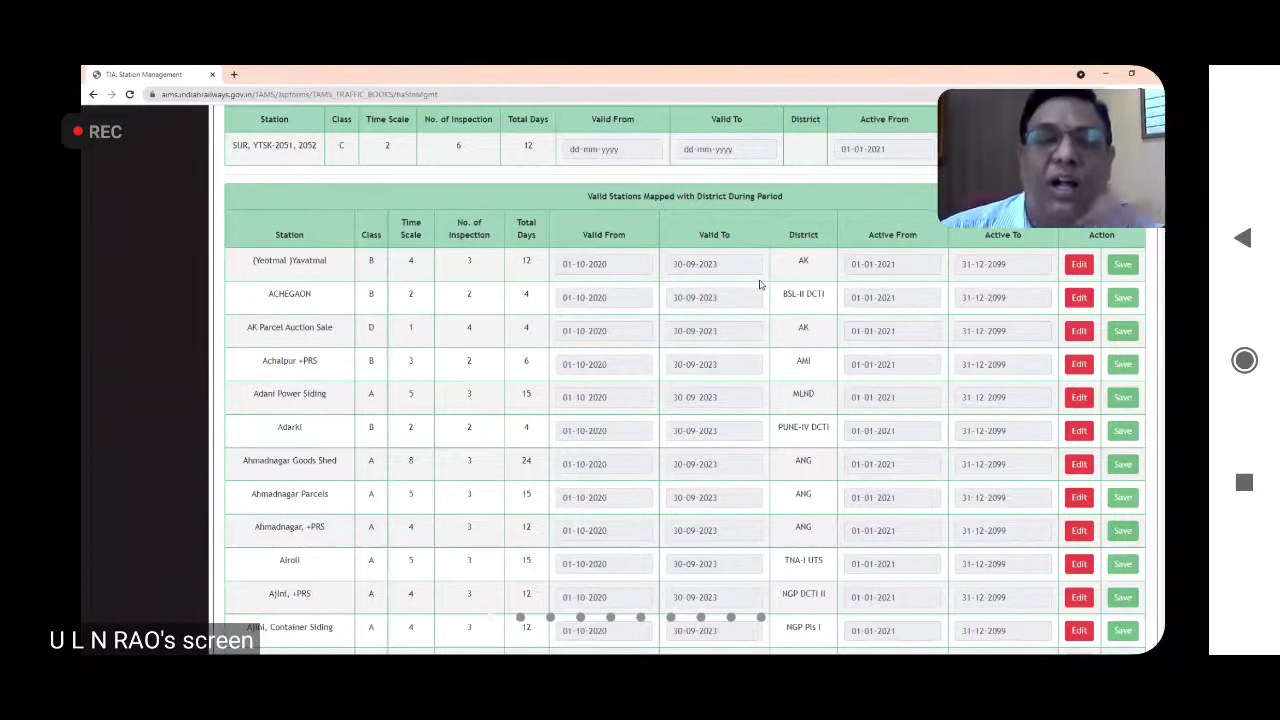 TIA: Station Management
aims.indianrailways.gov.in/TAMS/Jspforms/TAMS_TRAFFIC_BOOKS/tiaStnMgmt
REC
Station Class Time Scale No. of Inspection Total Days Valid From Valid To District Active From
SUR, YTSK-2051, 2052 C 2 6 12 dd-mm-yyyy dd-mm-yyyy 01-01-2021
Valid Stations Mapped with District During Period
Station Class Time Scale No. of Inspection Total Days Valid From Valid To District Active From Active To Action
(Yeotmal )Yavatmal B 4 3 12 01-10-2020 30-09-2023 AK 01-01-2021 31-12-2099 Edit Save
ACHEGAON B 2 2 4 01-10-2020 30-09-2023 BSL-II DCTI 01-01-2021 31-12-2099 Edit Save
AK Parcel Auction Sale D 1 4 4 01-10-2020 30-09-2023 AK 01-01-2021 31-12-2099 Edit Save
Achalpur +PRS B 3 2 6 01-10-2020 30-09-2023 AMI 01-01-2021 31-12-2099 Edit Save
Adani Power Siding A 5 3 15 01-10-2020 30-09-2023 MLND 01-01-2021 31-12-2099 Edit Save
Adarki B 2 2 4 01-10-2020 30-09-2023 PUNE-IV DCTI 01-01-2021 31-12-2099 Edit Save
Ahmadnagar Goods Shed A 8 3 24 01-10-2020 30-09-2023 ANG 01-01-2021 31-12-2099 Edit Save
Ahmadnagar Parcels A 5 3 15 01-10-2020 30-09-2023 ANG 01-01-2021 31-12-2099 Edit Save
Ahmadnagar, +PRS A 4 3 12 01-10-2020 30-09-2023 ANG 01-01-2021 31-12-2099 Edit Save
Airoli A 5 3 15 01-10-2020 30-09-2023 TNA-I UTS 01-01-2021 31-12-2099 Edit Save
Ajini, +PRS A 4 3 12 01-10-2020 30-09-2023 NGP DCTI II 01-01-2021 31-12-2099 Edit Save
Ajini, Container Siding A 4 3 12 01-10-2020 30-09-2023 NGP Pls I 01-01-2021 31-12-2099 Edit Save
U L N RAO's screen